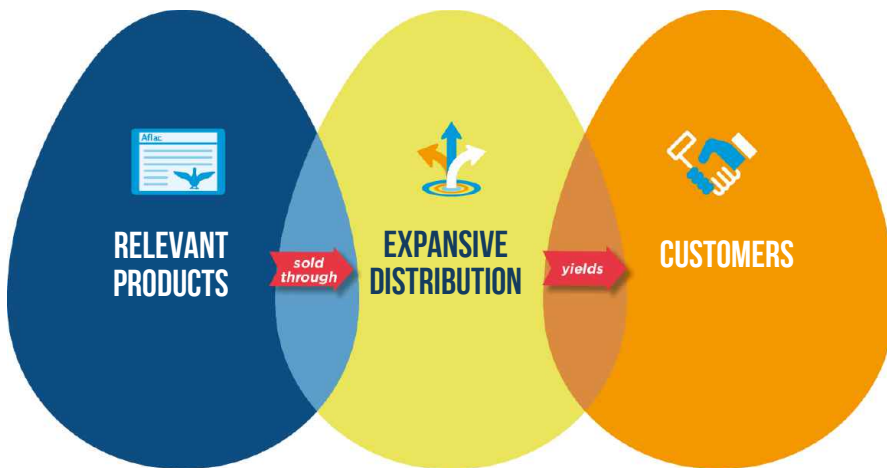 Aflac
RELEVANT
PRODUCTS
sold
through
EXPANSIVE
DISTRIBUTION
yields
CUSTOMERS